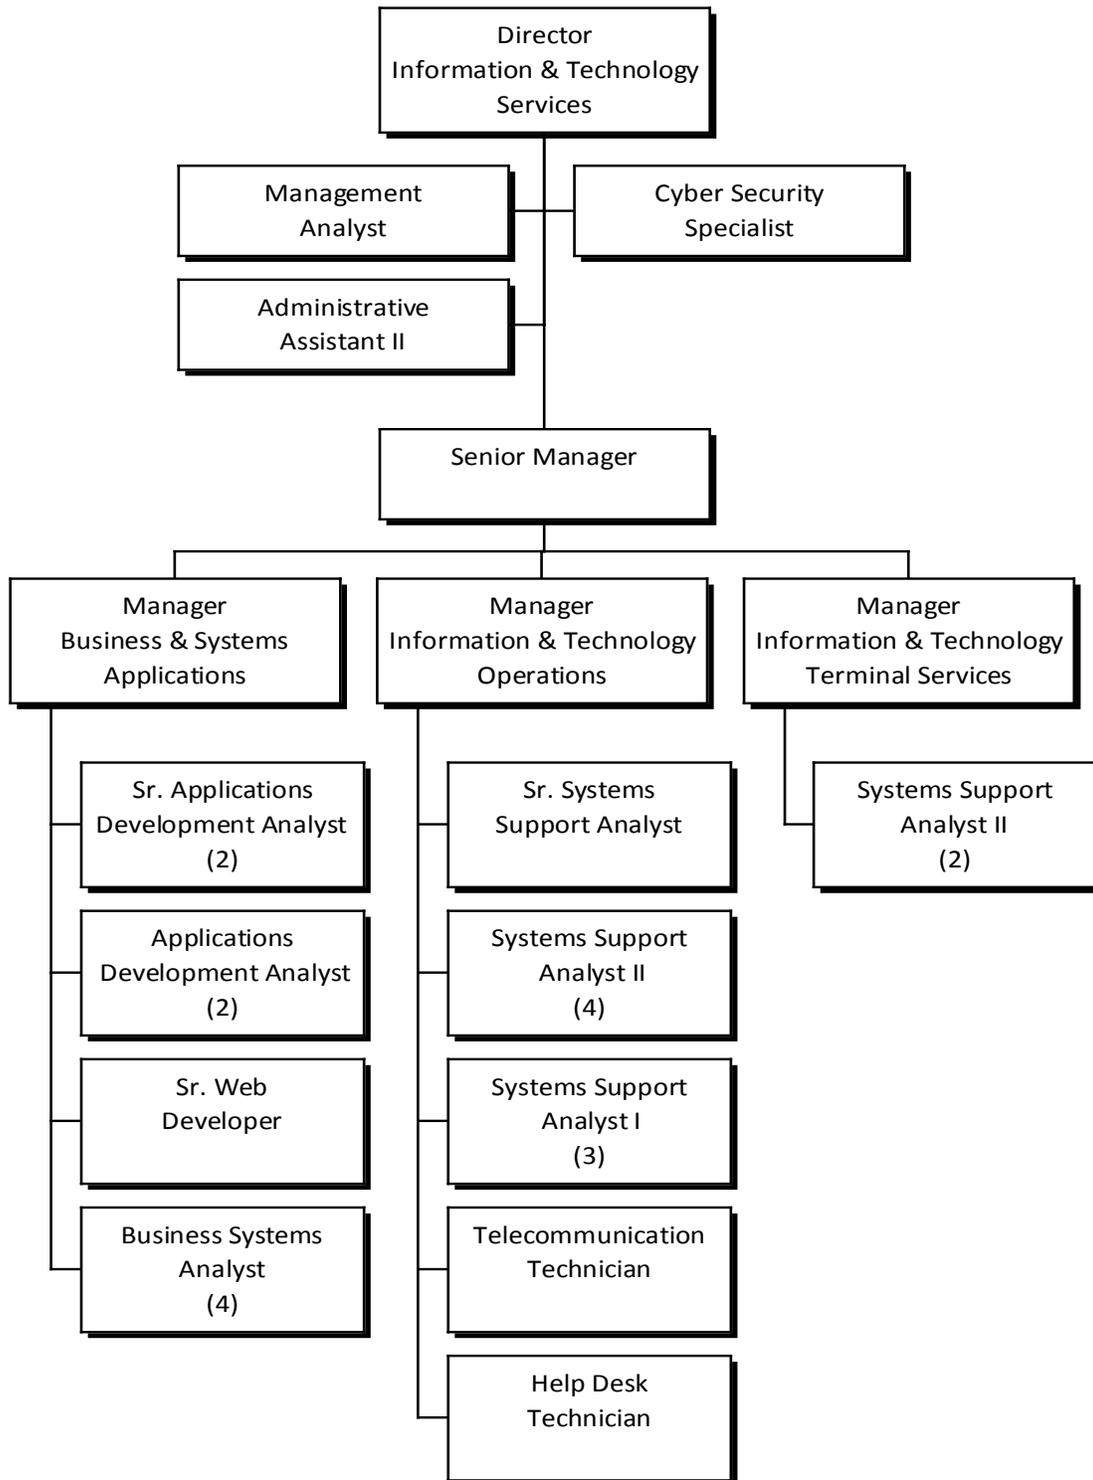 Director
Information & Technology
Services
Management
Analyst
Cyber Security
Specialist
Administrative
Assistant II
Senior Manager
Manager
Business & Systems
Applications
Manager
Information & Technology
Operations
Manager
Information & Technology
Terminal Services
Sr. Applications
Development Analyst
(2)
Applications
Development Analyst
(2)
Sr. Web
Developer
Business Systems
Analyst
(4)
Sr. Systems
Support Analyst
Systems Support
Analyst II
(4)
Systems Support
Analyst I
(3)
Telecommunication
Technician
Help Desk
Technician
Systems Support
Analyst II
(2)